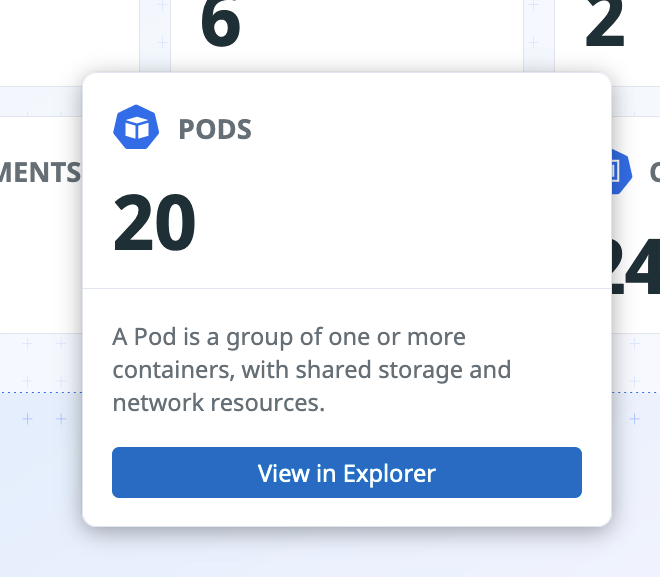 6
2
PODS
MENTS
20
24
A Pod is a group of one or more
containers, with shared storage and
network resources.
View in Explorer